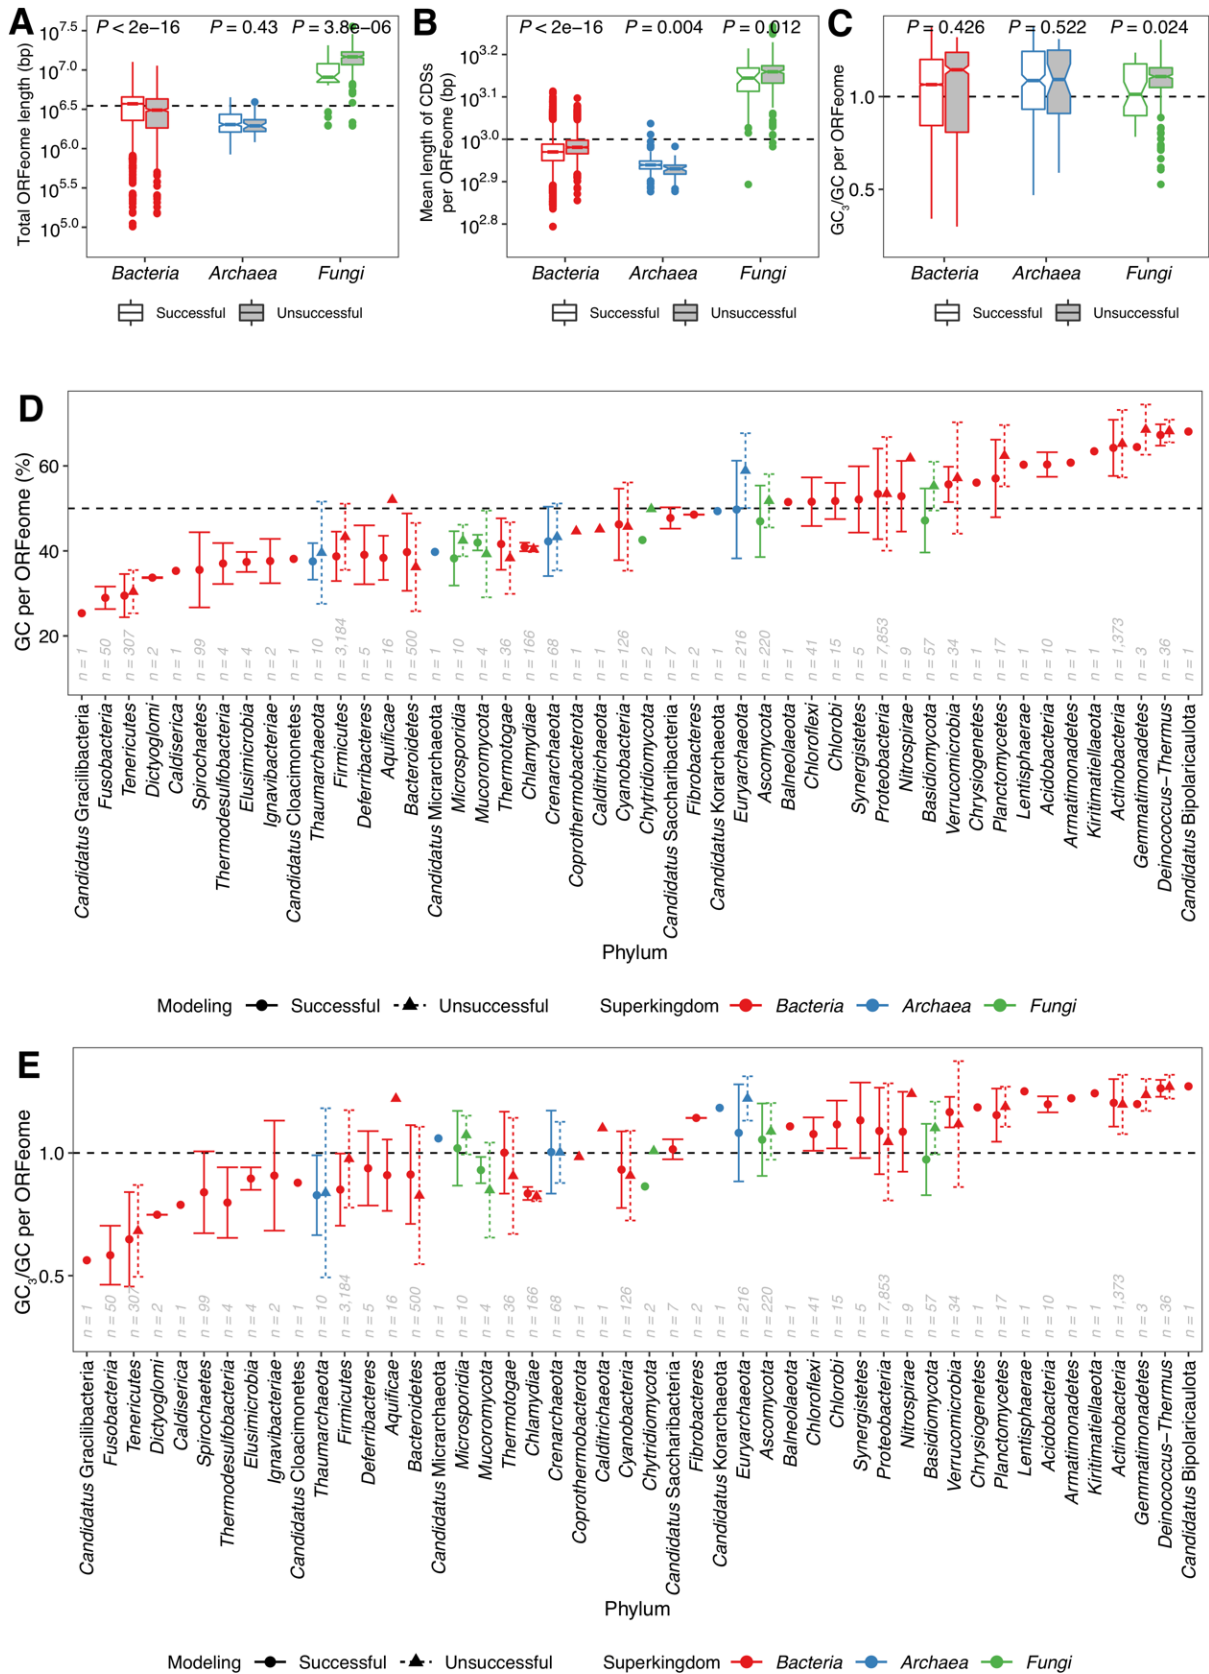 A
B
C
P < 2e−16 P = 0.43 P = 3.8e−06
P < 2e−16 P = 0.004 P = 0.012
P = 0.426 P = 0.522 P = 0.024
Total ORFeome length (bp)
10^7.5
10^7.0
10^6.5
10^6.0
10^5.5
10^5.0
Bacteria Archaea Fungi
Successful Unsuccessful
Mean length of CDSs
per ORFeome (bp)
10^3.2
10^3.1
10^3.0
10^2.9
10^2.8
Bacteria Archaea Fungi
Successful Unsuccessful
GC3/GC per ORFeome
1.0
0.5
Bacteria Archaea Fungi
Successful Unsuccessful
D
GC per ORFeome (%)
60
40
20
n = 1
n = 50
n = 307
n = 2
n = 1
n = 99
n = 4
n = 4
n = 2
n = 1
n = 10
n = 3,184
n = 5
n = 16
n = 500
n = 1
n = 10
n = 4
n = 36
n = 166
n = 68
n = 1
n = 1
n = 126
n = 2
n = 7
n = 2
n = 1
n = 216
n = 220
n = 1
n = 41
n = 15
n = 5
n = 7,853
n = 9
n = 57
n = 34
n = 1
n = 17
n = 1
n = 10
n = 1
n = 1
n = 1,373
n = 3
n = 36
n = 1
Candidatus Gracilibacteria
Fusobacteria
Tenericutes
Dictyoglomi
Caldiserica
Spirochaetes
Thermodesulfobacteria
Elusimicrobia
Ignavibacteriae
Candidatus Cloacimonetes
Thaumarchaeota
Firmicutes
Deferribacteres
Aquificae
Bacteroidetes
Candidatus Micrarchaeota
Microsporidia
Mucoromycota
Thermotogae
Chlamydiae
Crenarchaeota
Coprothermobacterota
Calditrichaeota
Cyanobacteria
Chytridiomycota
Candidatus Saccharibacteria
Fibrobacteres
Candidatus Korarchaeota
Euryarchaeota
Ascomycota
Balneolaeota
Chloroflexi
Chlorobi
Synergistetes
Proteobacteria
Nitrospirae
Basidiomycota
Verrucomicrobia
Chrysiogenetes
Planctomycetes
Lentisphaerae
Acidobacteria
Armatimonadetes
Kiritimatiellaeota
Actinobacteria
Gemmatimonadetes
Deinococcus−Thermus
Candidatus Bipolaricaulota
Phylum
Modeling Successful Unsuccessful Superkingdom Bacteria Archaea Fungi
E
GC3/GC per ORFeome
1.0
0.5
n = 1
n = 50
n = 307
n = 2
n = 1
n = 99
n = 4
n = 4
n = 2
n = 1
n = 10
n = 3,184
n = 5
n = 16
n = 500
n = 1
n = 10
n = 4
n = 36
n = 166
n = 68
n = 1
n = 1
n = 126
n = 2
n = 7
n = 2
n = 1
n = 216
n = 220
n = 1
n = 41
n = 15
n = 5
n = 7,853
n = 9
n = 57
n = 34
n = 1
n = 17
n = 1
n = 10
n = 1
n = 1
n = 1,373
n = 3
n = 36
n = 1
Candidatus Gracilibacteria
Fusobacteria
Tenericutes
Dictyoglomi
Caldiserica
Spirochaetes
Thermodesulfobacteria
Elusimicrobia
Ignavibacteriae
Candidatus Cloacimonetes
Thaumarchaeota
Firmicutes
Deferribacteres
Aquificae
Bacteroidetes
Candidatus Micrarchaeota
Microsporidia
Mucoromycota
Thermotogae
Chlamydiae
Crenarchaeota
Coprothermobacterota
Calditrichaeota
Cyanobacteria
Chytridiomycota
Candidatus Saccharibacteria
Fibrobacteres
Candidatus Korarchaeota
Euryarchaeota
Ascomycota
Balneolaeota
Chloroflexi
Chlorobi
Synergistetes
Proteobacteria
Nitrospirae
Basidiomycota
Verrucomicrobia
Chrysiogenetes
Planctomycetes
Lentisphaerae
Acidobacteria
Armatimonadetes
Kiritimatiellaeota
Actinobacteria
Gemmatimonadetes
Deinococcus−Thermus
Candidatus Bipolaricaulota
Phylum
Modeling Successful Unsuccessful Superkingdom Bacteria Archaea Fungi